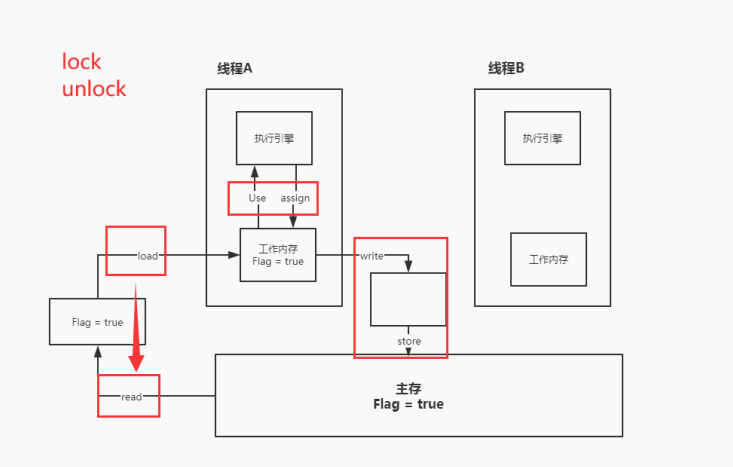 lock
unlock
线程A
线程B
执行引擎
执行引擎
Use
assign
工作内存
Flag = true
工作内存
load
write
Flag = true
store
read
主存
Flag = true